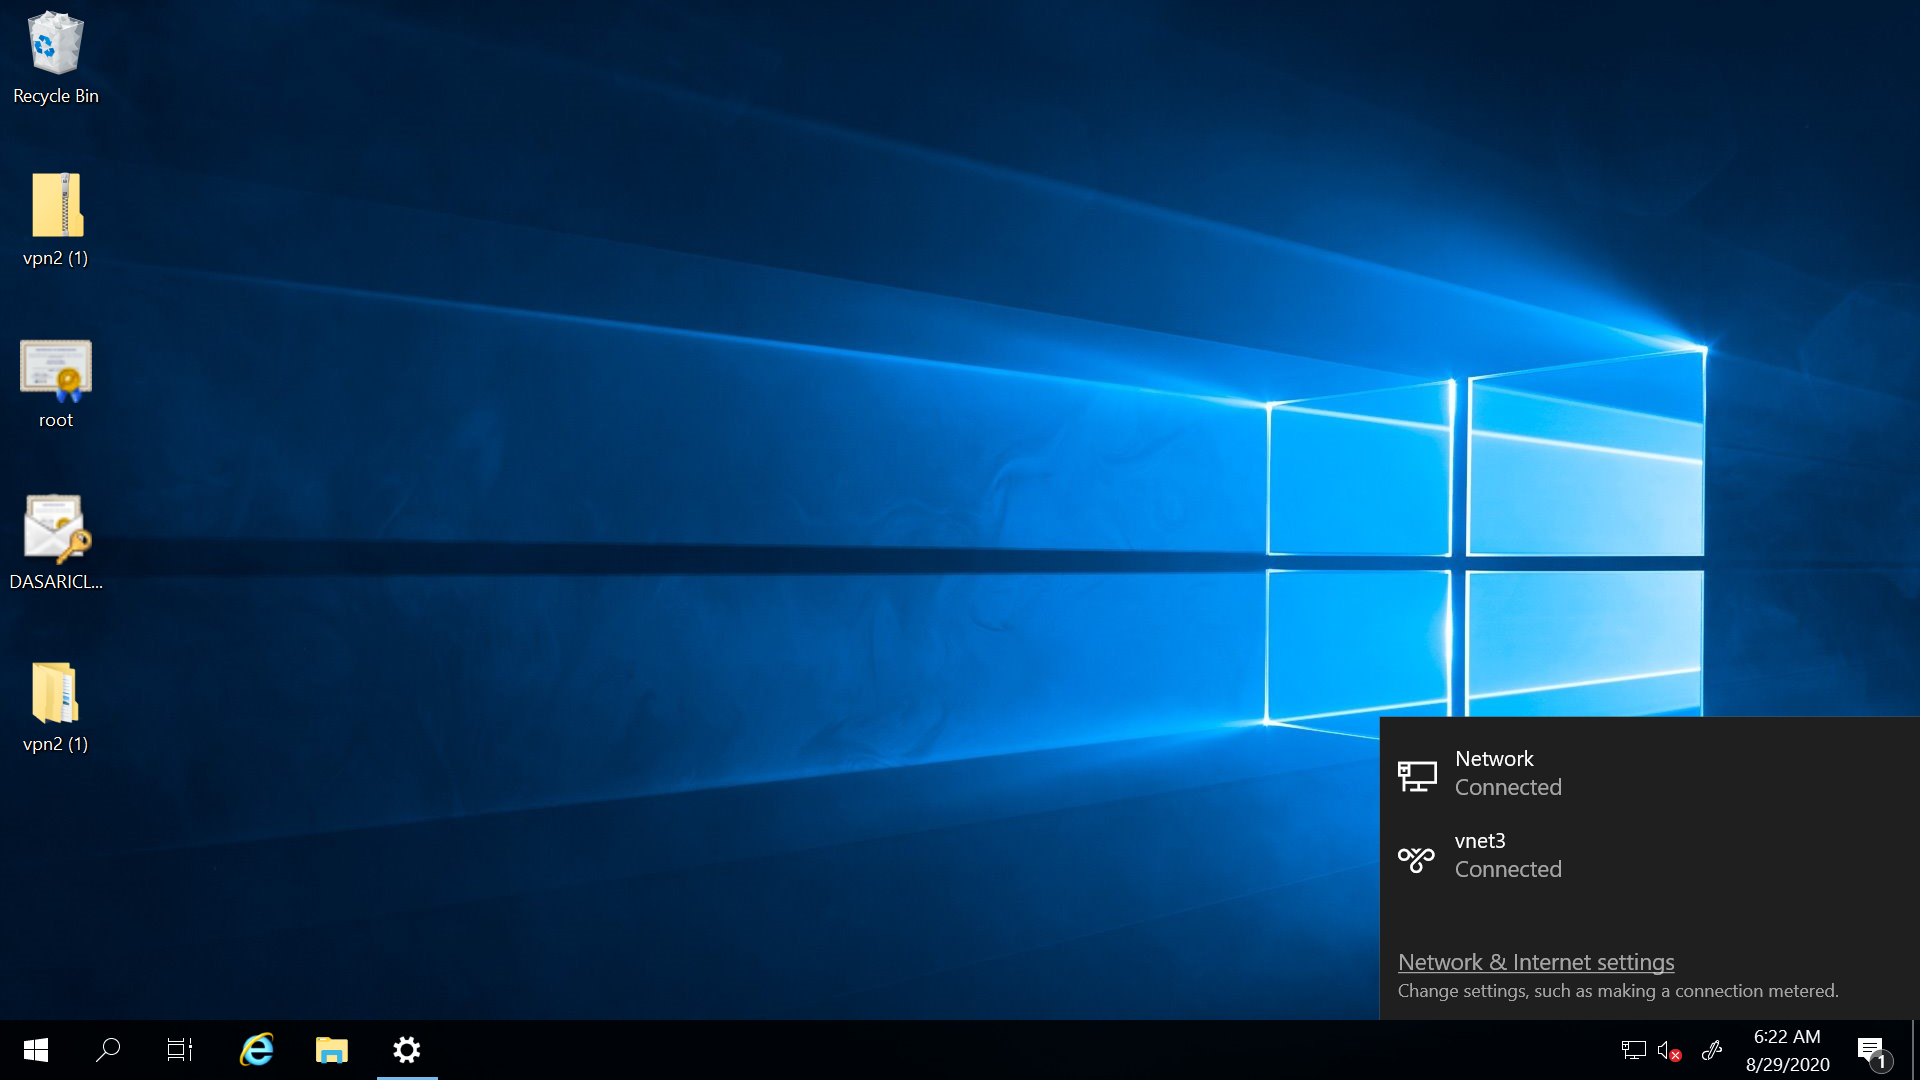 Recycle Bin
vpn2 (1)
root
DASARICL...
vpn2 (1)
Network
Connected
vnet3
Connected
Network & Internet settings
Change settings, such as making a connection metered.
6:22 AM
8/29/2020
1